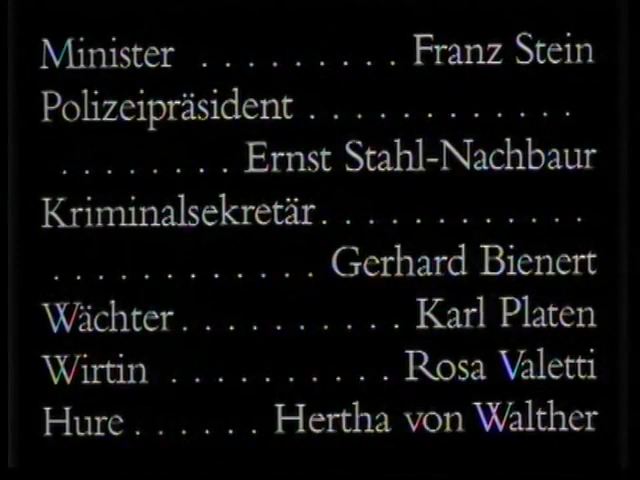 Minister . . . . . . . . . Franz Stein
Polizeipräsident . . . . . . . . . . . .
. . . . . . . . Ernst Stahl-Nachbaur
Kriminalsekretär. . . . . . . . . . . .
. . . . . . . . . . . . Gerhard Bienert
Wächter . . . . . . . . . . Karl Platen
Wirtin . . . . . . . . . . Rosa Valetti
Hure . . . . . . Hertha von Walther